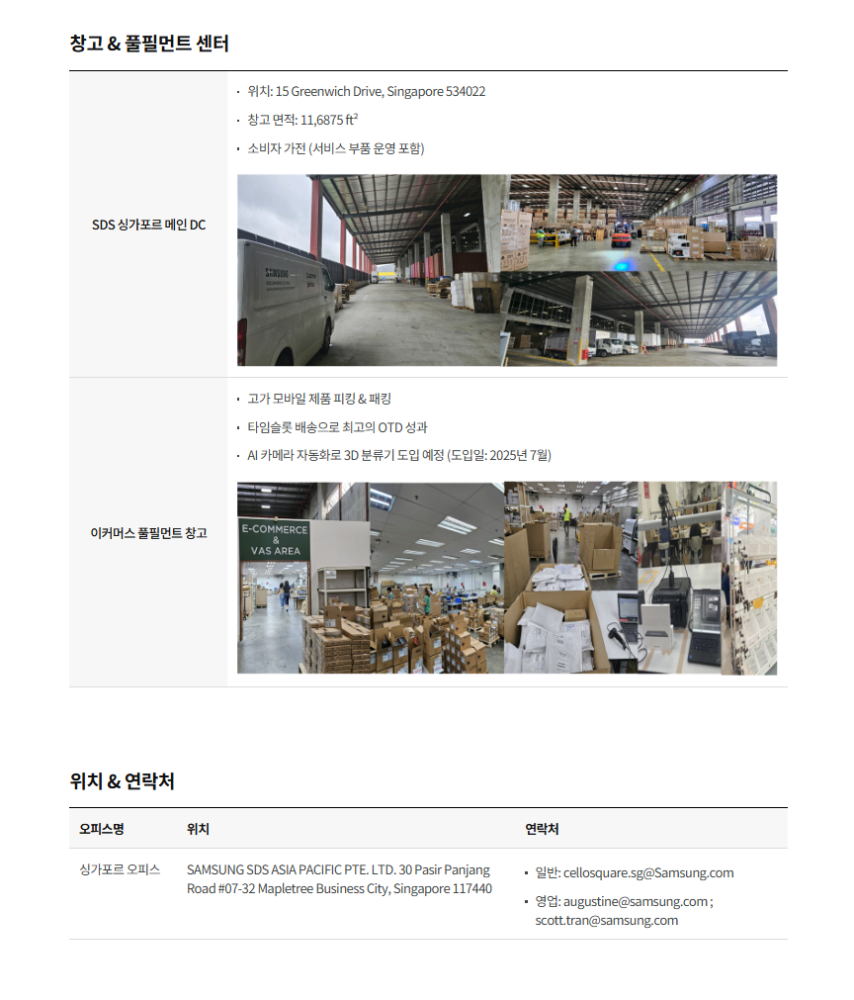 창고 & 풀필먼트 센터
SDS 싱가포르 메인 DC
위치: 15 Greenwich Drive, Singapore 534022
창고 면적: 11,6875 ft²
소비자 가전 (서비스 부품 운영 포함)
SAMSUNG
이커머스 풀필먼트 창고
고가 모바일 제품 피킹 & 패킹
타임슬롯 배송으로 최고의 OTD 성과
AI 카메라 자동화로 3D 분류기 도입 예정 (도입일: 2025년 7월)
E-COMMERCE
&
VAS AREA
위치 & 연락처
오피스명 위치 연락처
싱가포르 오피스
SAMSUNG SDS ASIA PACIFIC PTE. LTD. 30 Pasir Panjang
Road #07-32 Mapletree Business City, Singapore 117440
일반: cellosquare.sg@Samsung.com
영업: augustine@samsung.com ;
scott.tran@samsung.com